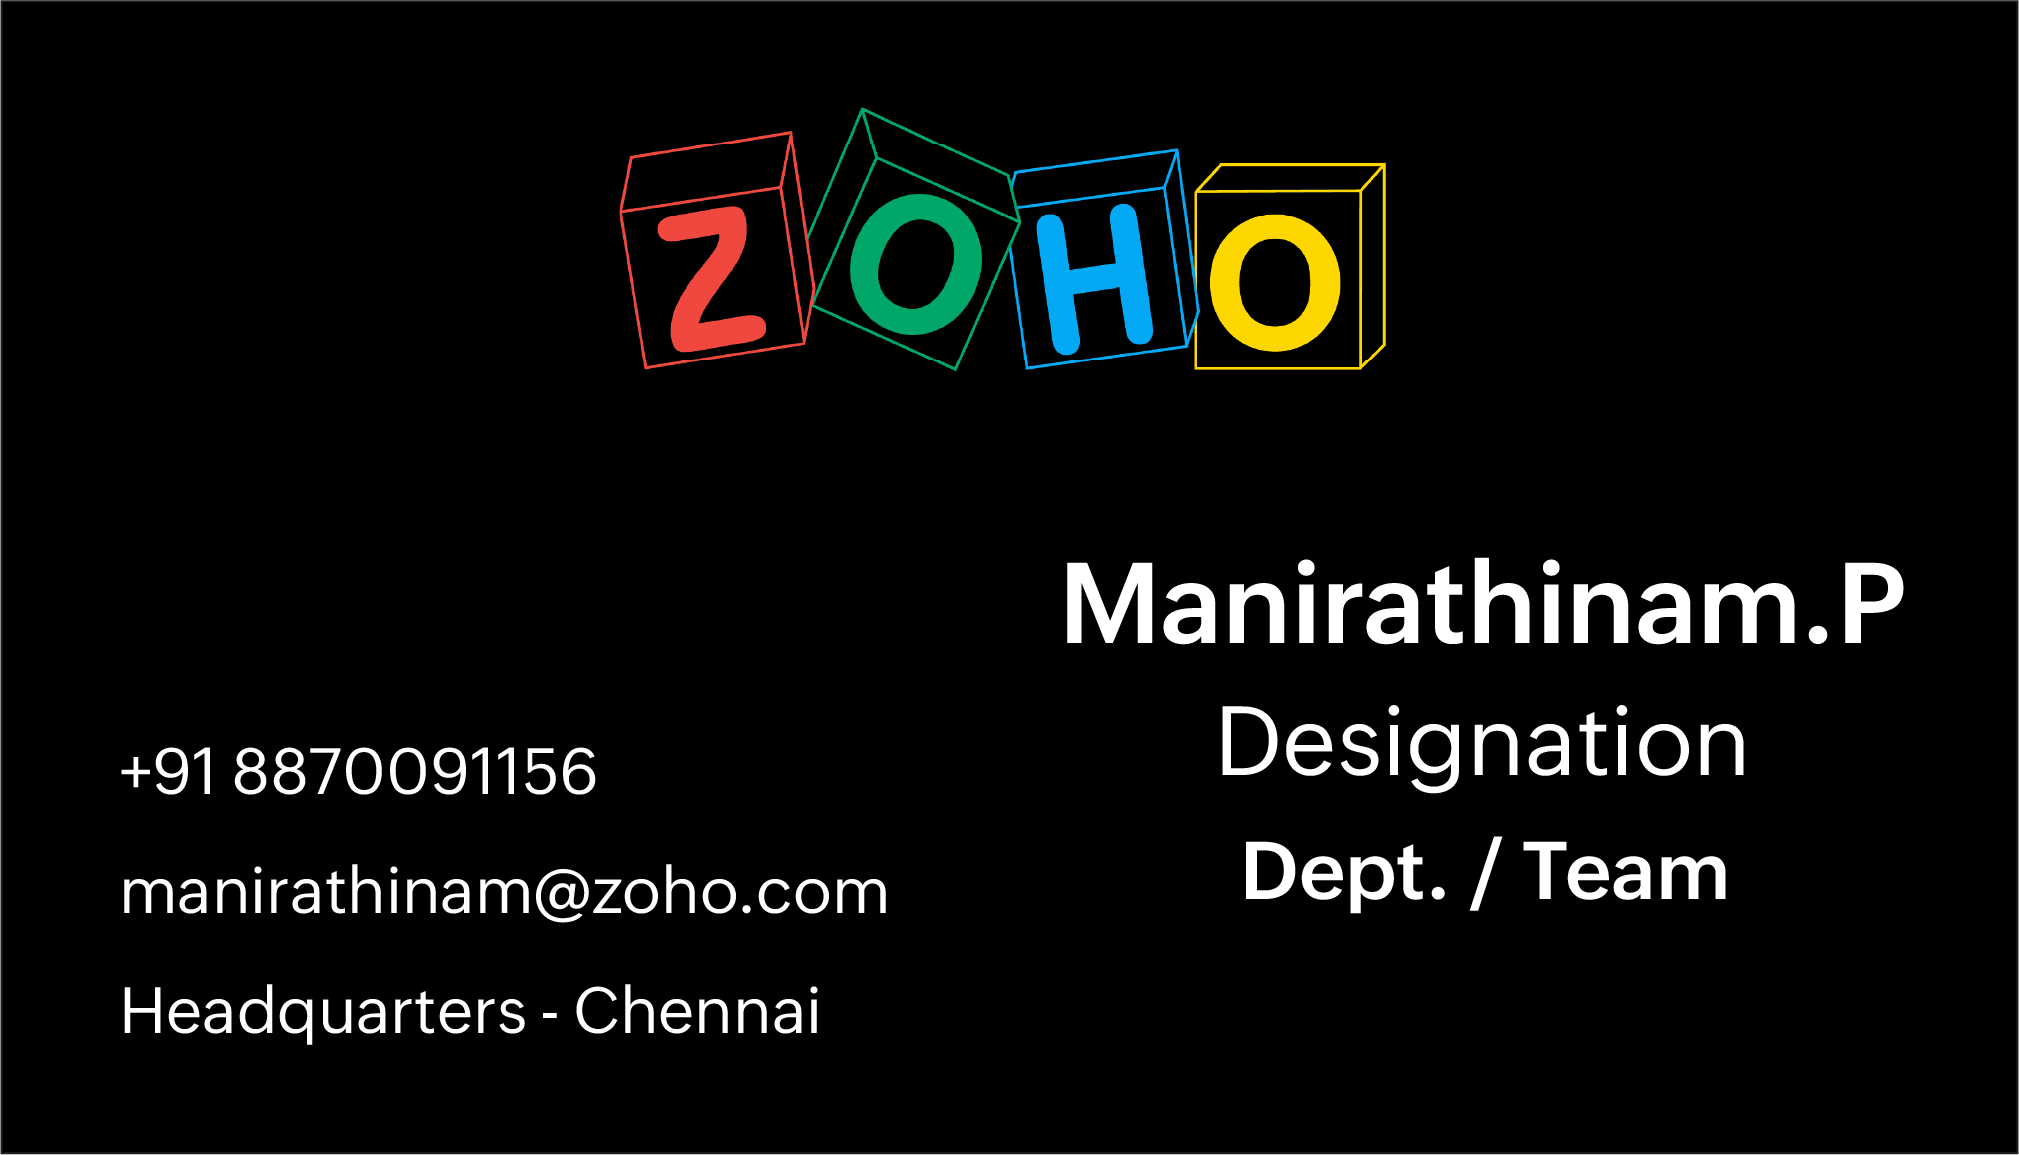 ZOHO
Manirathinam.P
Designation
Dept. / Team
+91 8870091156
manirathinam@zoho.com
Headquarters - Chennai